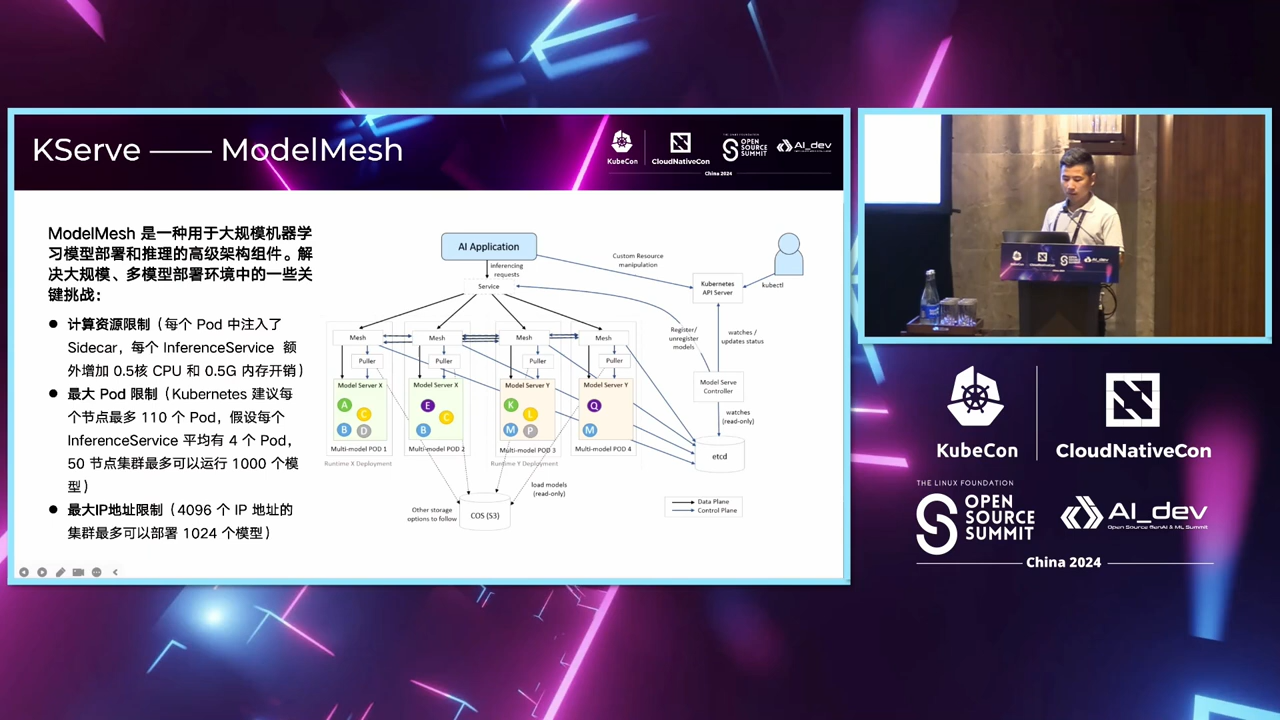 KServe —— ModelMesh
KubeCon
CloudNativeCon
THE LINUX FOUNDATION
OPEN
SOURCE
SUMMIT
AI_dev
China 2024
ModelMesh 是一种用于大规模机器学
习模型部署和推理的高级架构组件。解
决大规模、多模型部署环境中的一些关
键挑战：
● 计算资源限制（每个 Pod 中注入了
Sidecar，每个 InferenceService 额
外增加 0.5核 CPU 和 0.5G 内存开销）
● 最大 Pod 限制（Kubernetes 建议每
个节点最多 110 个 Pod，假设每个
InferenceService 平均有 4 个 Pod，
50 节点集群最多可以运行 1000 个模
型）
● 最大IP地址限制（4096 个 IP 地址的
集群最多可以部署 1024 个模型）
AI Application
inferencing
requests
Service
Custom Resource
manipulation
Kubernetes
API Server
kubectl
Mesh
Mesh
Mesh
Mesh
Puller
Puller
Puller
Puller
Register/
unregister
models
watches /
updates status
Model Server X
Model Server X
Model Server Y
Model Server Y
A
C
B
D
E
C
B
K
L
M
P
Q
M
Model Serve
Controller
watches
(read-only)
etcd
Multi-model POD 1
Multi-model POD 2
Multi-model POD 3
Multi-model POD 4
Runtime X Deployment
Runtime Y Deployment
load models
(read-only)
Other storage
options to follow
COS (S3)
Data Plane
Control Plane
KubeCon
CloudNativeCon
THE LINUX FOUNDATION
OPEN
SOURCE
SUMMIT
AI_dev
Open Source GenAI & ML Summit
China 2024